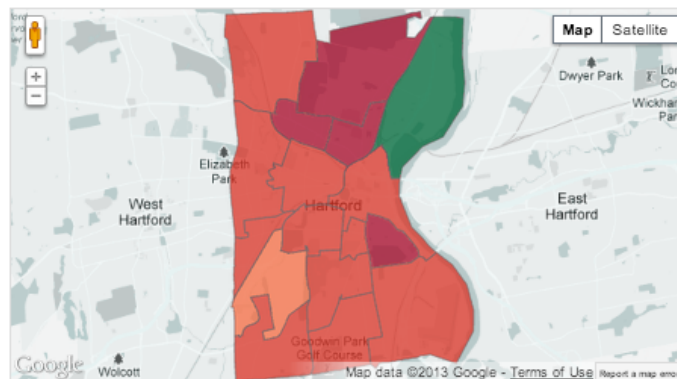 Map
Satellite
+
−
Dwyer Park
Elizabeth
Park
West
Hartford
Hartford
East
Hartford
Goodwin Park
Golf Course
Google
Wolcott
Map data ©2013 Google - Terms of Use
Report a map error